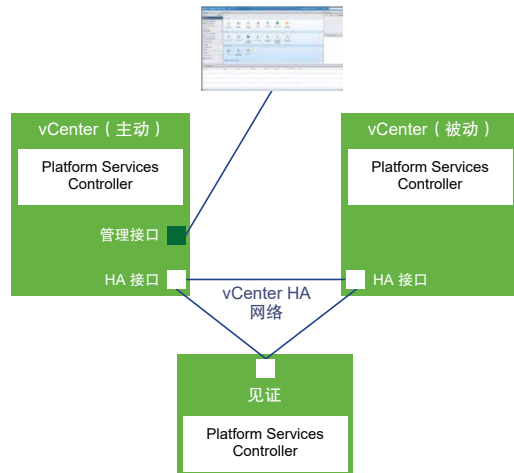 vCenter（主动）
Platform Services
Controller
管理接口
HA 接口
vCenter（被动）
Platform Services
Controller
HA 接口
vCenter HA
网络
见证
Platform Services
Controller